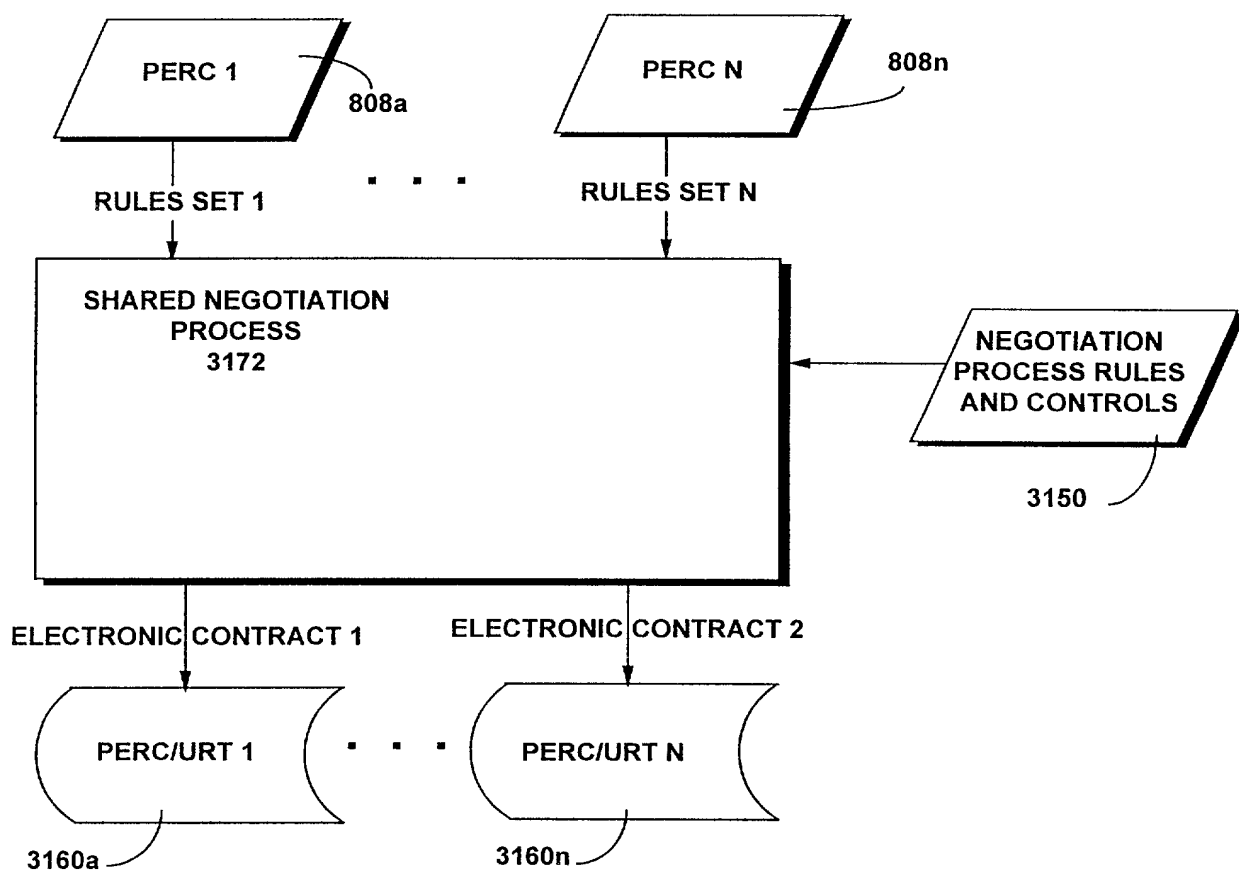 PERC 1
808a
PERC N
808n
RULES SET 1
RULES SET N
SHARED NEGOTIATION
PROCESS
3172
NEGOTIATION
PROCESS RULES
AND CONTROLS
3150
ELECTRONIC CONTRACT 1
ELECTRONIC CONTRACT 2
PERC/URT 1
PERC/URT N
3160a
3160n